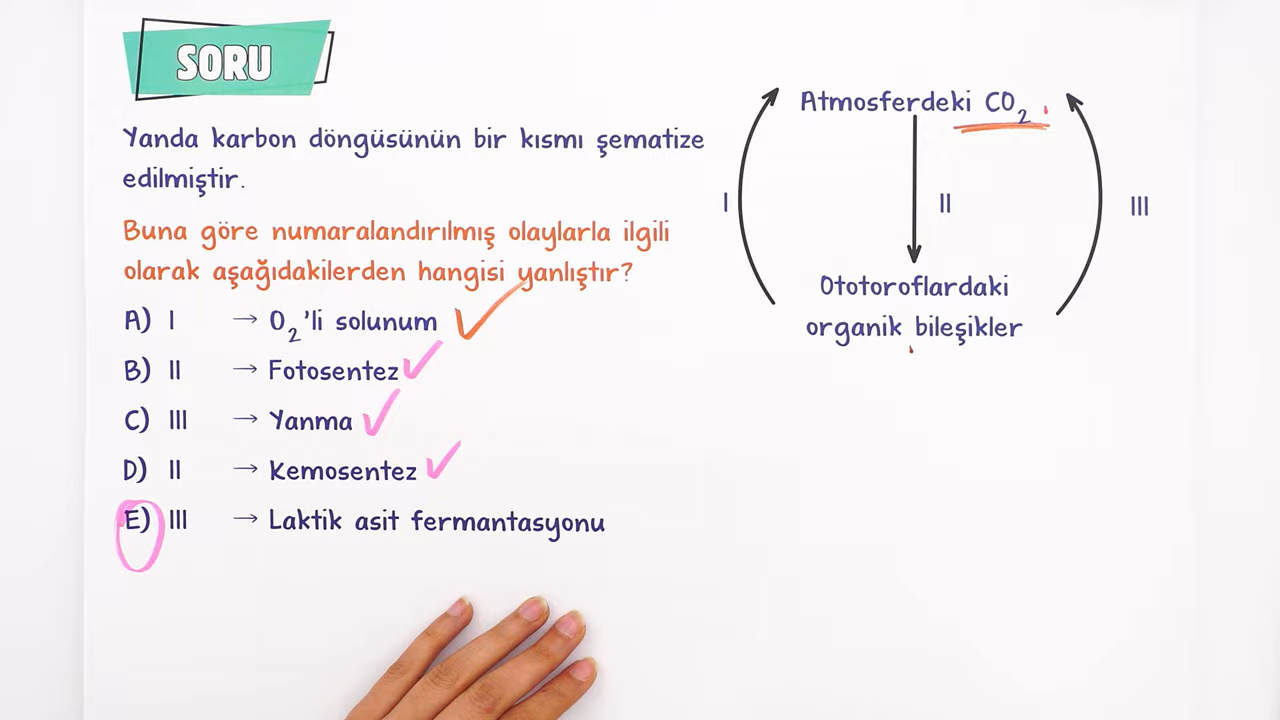 SORU
Yanda karbon döngüsünün bir kısmı şematize
edilmiştir.
Buna göre numaralandırılmış olaylarla ilgili
olarak aşağıdakilerden hangisi yanlıştır?
A) I → O₂'li solunum
B) II → Fotosentez
C) III → Yanma
D) II → Kemosentez
E) III → Laktik asit fermantasyonu
Atmosferdeki CO₂
I
II
III
Ototoroflardaki
organik bileşikler